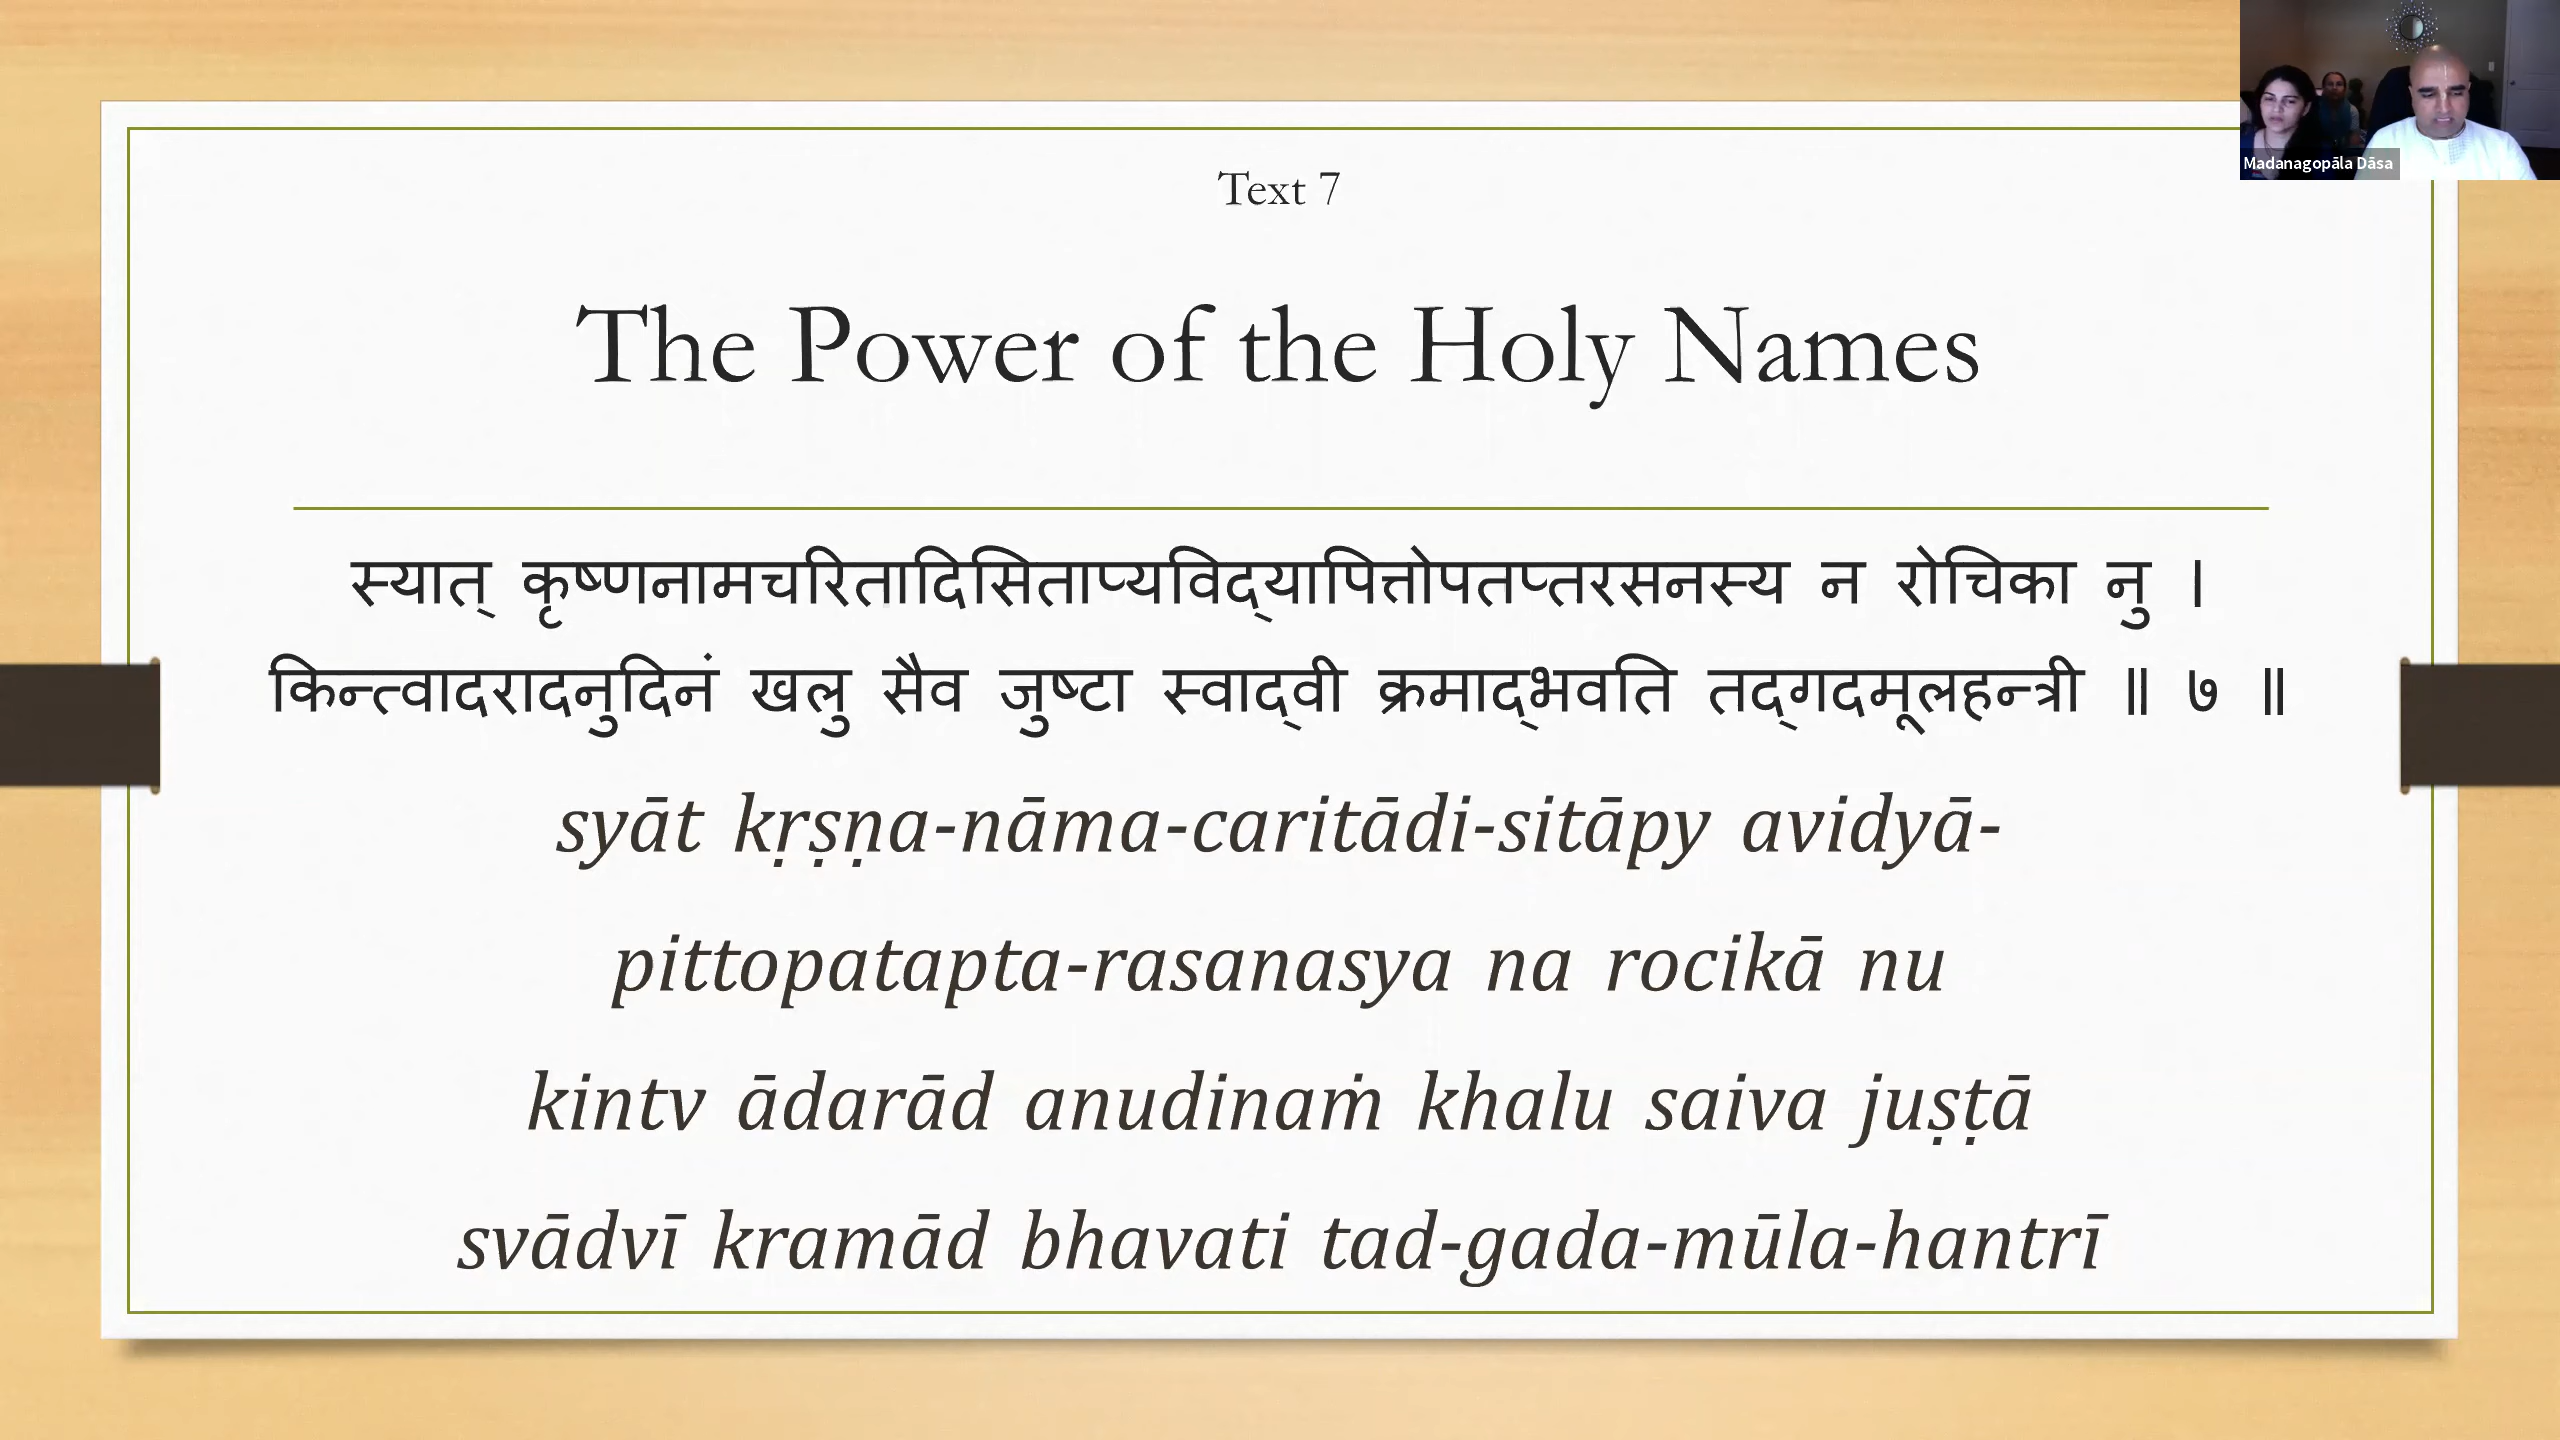 Madanagopāla Dāsa
Text 7
The Power of the Holy Names
स्यात् कृष्णनामचरितादिसिताप्यविद्यापित्तोपतप्तरसनस्य न रोचिका नु ।
किन्त्वादरादनुदिनं खलु सैव जुष्टा स्वाद्वी क्रमाद्भवति तद्गदमूलहन्त्री ॥ ७ ॥
syāt kṛṣṇa-nāma-caritādi-sitāpy avidyā-
pittopatapta-rasanasya na rocikā nu
kintv ādarād anudinaṁ khalu saiva juṣṭā
svādvī kramād bhavati tad-gada-mūla-hantrī